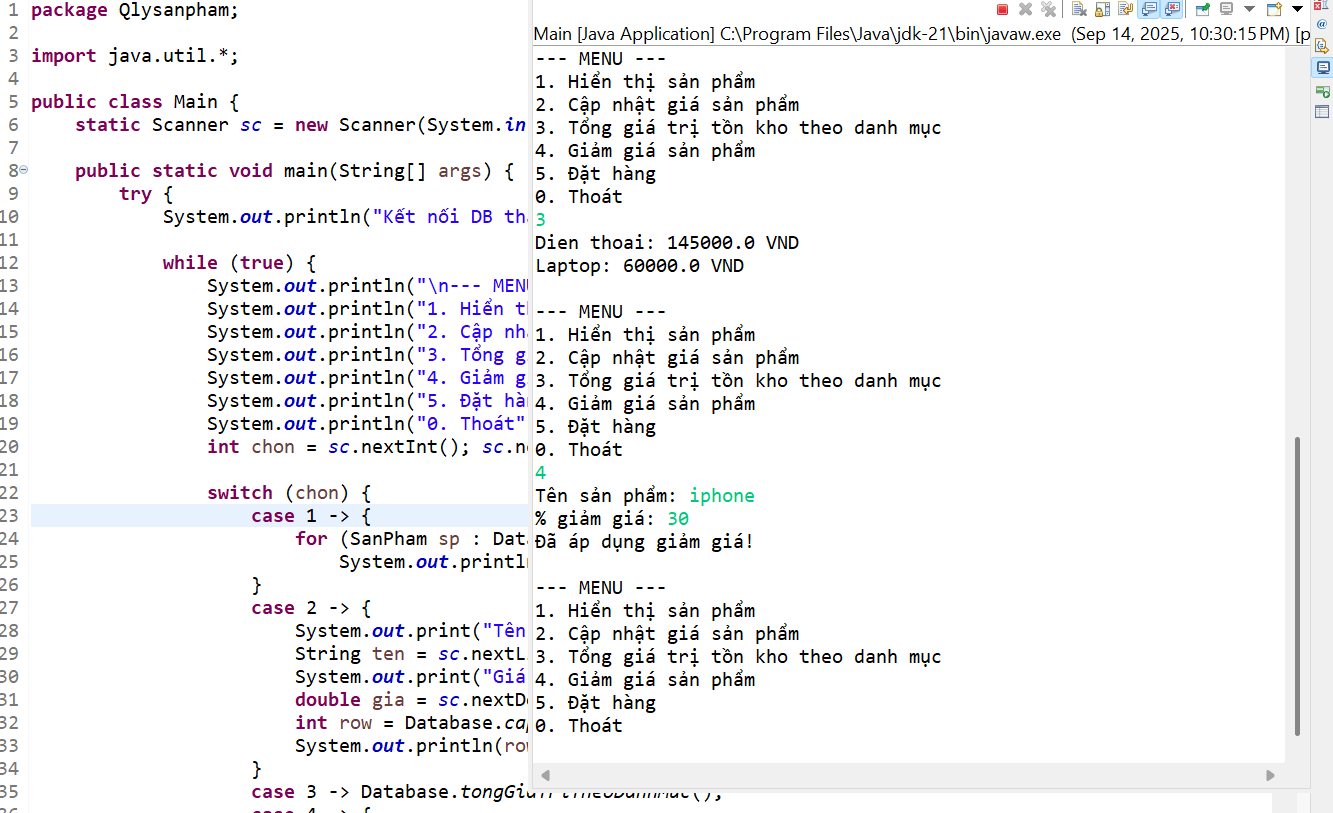 1 package Qlysanpham;
2
3 import java.util.*;
4
5 public class Main {
6 static Scanner sc = new Scanner(System.in
7
8 public static void main(String[] args) {
9 try {
10 System.out.println("Kết nối DB thà
11
12 while (true) {
13 System.out.println("\n--- MENU
14 System.out.println("1. Hiển th
15 System.out.println("2. Cập nhậ
16 System.out.println("3. Tổng g
17 System.out.println("4. Giảm g
18 System.out.println("5. Đặt hàn
19 System.out.println("0. Thoát"
20 int chon = sc.nextInt(); sc.ne
21
22 switch (chon) {
23 case 1 -> {
24 for (SanPham sp : Data
25 System.out.println
26 }
27 case 2 -> {
28 System.out.print("Tên
29 String ten = sc.nextL
30 System.out.print("Giá
31 double gia = sc.nextDo
32 int row = Database.cap
33 System.out.println(row
34 }
35 case 3 -> Database.tongGiaTriTheoDanhMuc();
36 case 4 -> {
Main [Java Application] C:\Program Files\Java\jdk-21\bin\javaw.exe (Sep 14, 2025, 10:30:15 PM) [p
--- MENU ---
1. Hiển thị sản phẩm
2. Cập nhật giá sản phẩm
3. Tổng giá trị tồn kho theo danh mục
4. Giảm giá sản phẩm
5. Đặt hàng
0. Thoát
3
Dien thoai: 145000.0 VND
Laptop: 60000.0 VND
--- MENU ---
1. Hiển thị sản phẩm
2. Cập nhật giá sản phẩm
3. Tổng giá trị tồn kho theo danh mục
4. Giảm giá sản phẩm
5. Đặt hàng
0. Thoát
4
Tên sản phẩm: iphone
% giảm giá: 30
Đã áp dụng giảm giá!
--- MENU ---
1. Hiển thị sản phẩm
2. Cập nhật giá sản phẩm
3. Tổng giá trị tồn kho theo danh mục
4. Giảm giá sản phẩm
5. Đặt hàng
0. Thoát